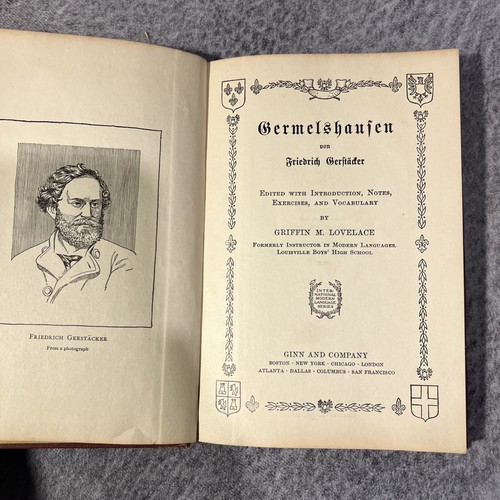 FRIEDRICH GERSTÄCKER
From a photograph
Germelshausen
von
Friedrich Gerstäcker
EDITED WITH INTRODUCTION, NOTES,
EXERCISES, AND VOCABULARY
BY
GRIFFIN M. LOVELACE
FORMERLY INSTRUCTOR IN MODERN LANGUAGES,
LOUISVILLE BOYS' HIGH SCHOOL
INTER-
NATIONAL
MODERN
LANGUAGE
SERIES
GINN AND COMPANY
BOSTON · NEW YORK · CHICAGO · LONDON
ATLANTA · DALLAS · COLUMBUS · SAN FRANCISCO